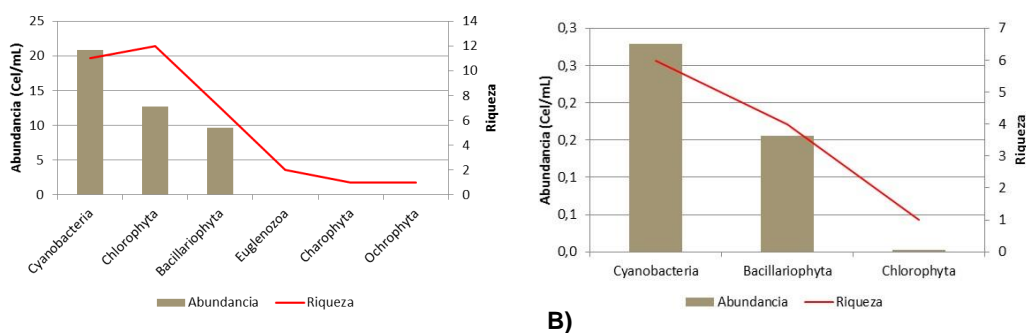 Abundancia (Cel/mL)
25
20
15
10
5
0
14
12
10
8
6
4
2
0
Riqueza
Cyanobacteria
Chlorophyta
Bacillariophyta
Euglenozoa
Charophyta
Ochrophyta
Abundancia
Riqueza
B)
Abundancia (Cel/mL)
0,3
0,3
0,2
0,2
0,1
0,1
0,0
7
6
5
4
3
2
1
0
Riqueza
Cyanobacteria
Bacillariophyta
Chlorophyta
Abundancia
Riqueza